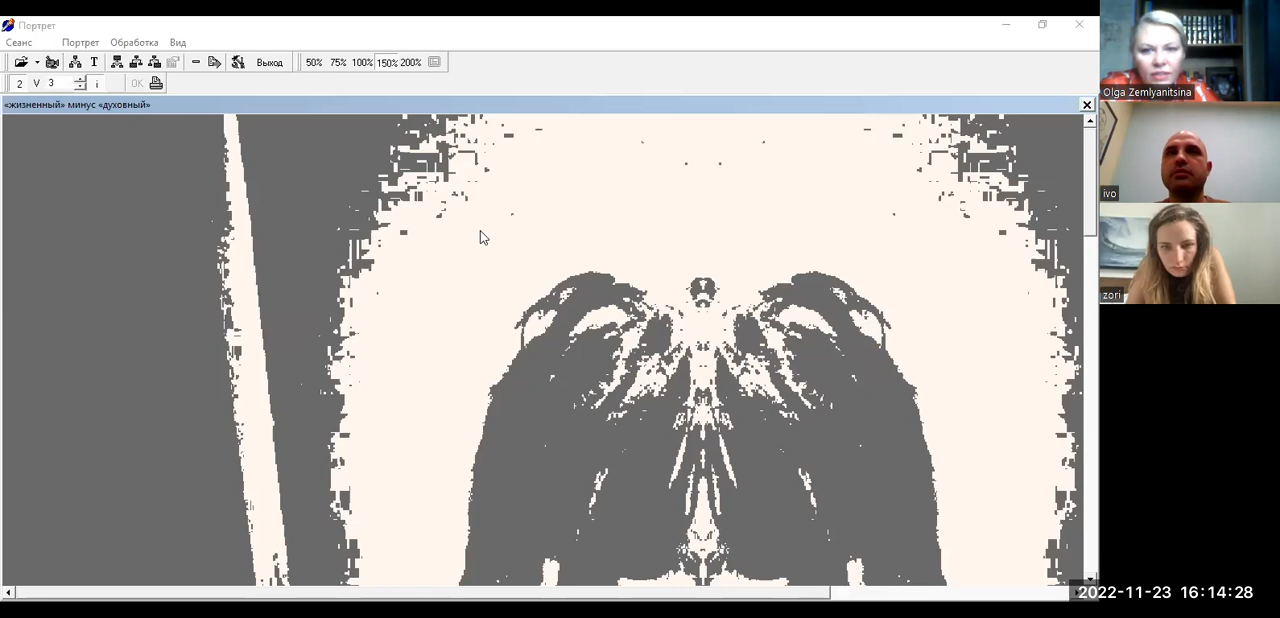 Портрет
Сеанс Портрет Обработка Вид
Выход 50% 75% 100% 150% 200%
2 V 3 i OK
«жизненный» минус «духовный»
Olga Zemlyanitsina
ivo
zori
2022-11-23 16:14:28